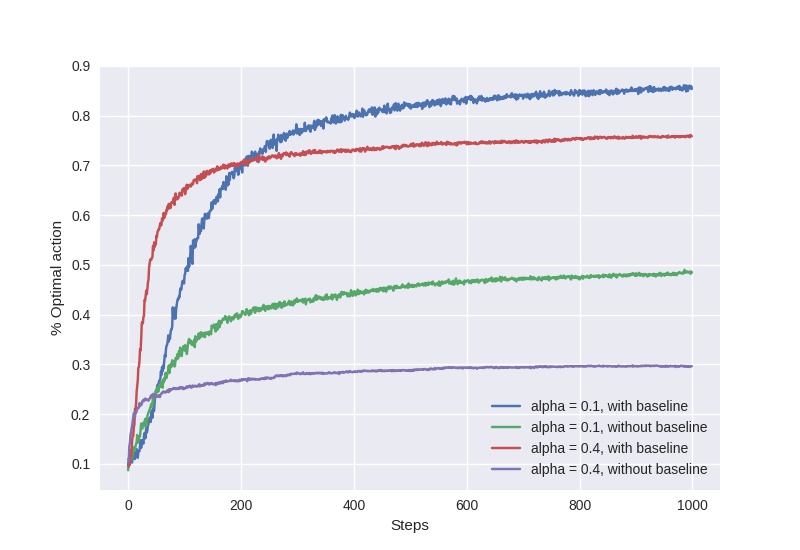 0.9
0.8
0.7
0.6
0.5
0.4
0.3
0.2
0.1
% Optimal action
0 200 400 600 800 1000
Steps
alpha = 0.1, with baseline
alpha = 0.1, without baseline
alpha = 0.4, with baseline
alpha = 0.4, without baseline